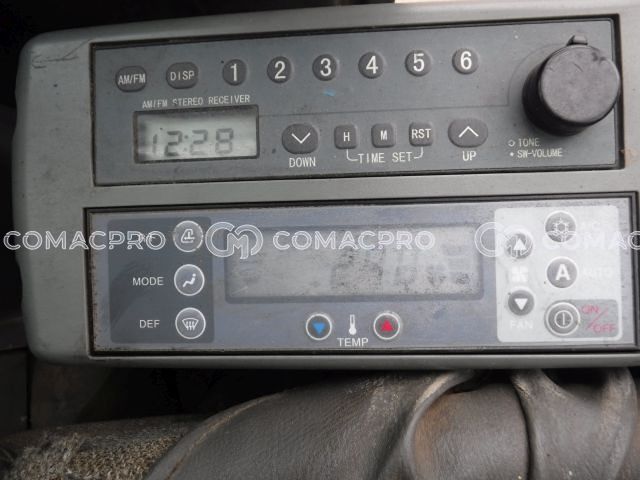 AM/FM DISP 1 2 3 4 5 6
AM/FM STEREO RECEIVER
12:28
H M RST
DOWN TIME SET UP
TONE
SW-VOLUME
COMACPRO COMACPRO COMACPRO
MODE A AUTO
DEF FAN ON/OFF
TEMP